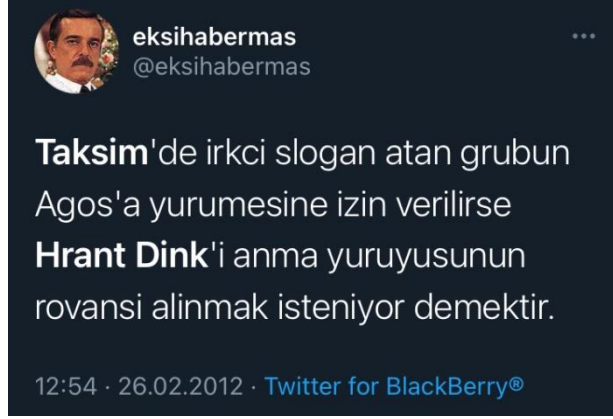 eksihabermas
@eksihabermas
Taksim'de irkci slogan atan grubun
Agos'a yurumesine izin verilirse
Hrant Dink'i anma yuruyusunun
rovansi alinmak isteniyor demektir.
12:54 · 26.02.2012 · Twitter for BlackBerry®